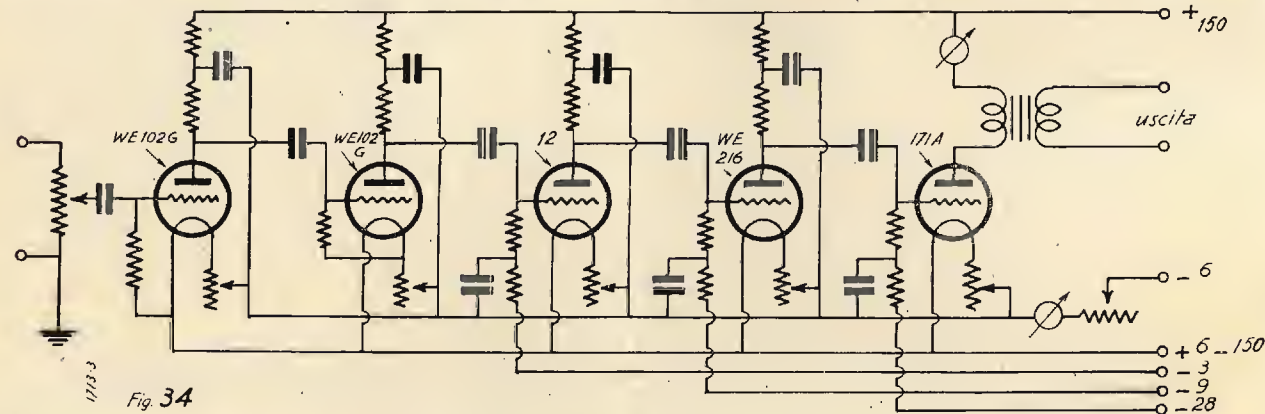 + 150
WE102G
WE102
G
12
WE
216
171A
uscita
- 6
+ 6 - 150
- 3
- 9
- 28
1713-3
Fig. 34